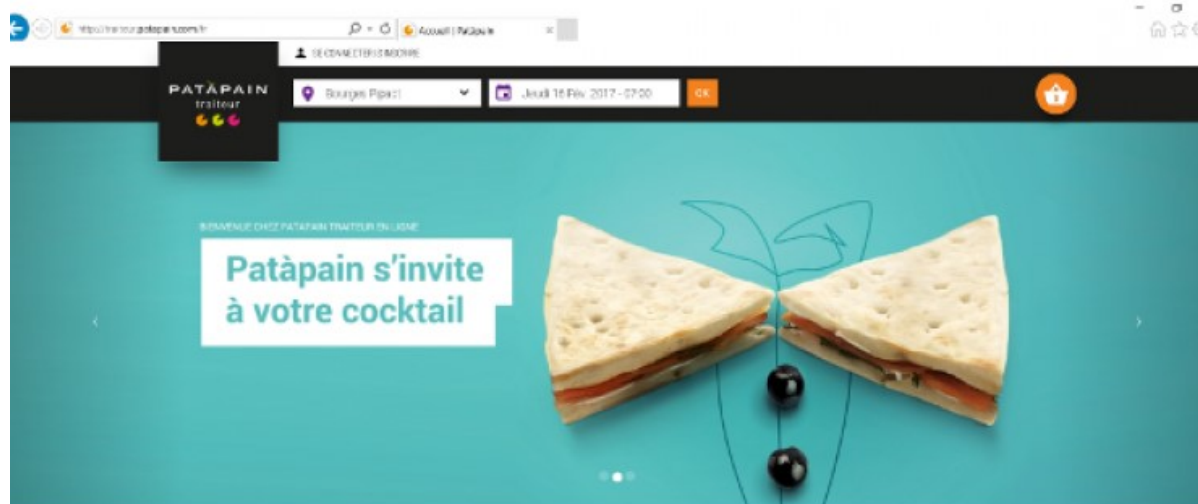 Accueil | Patàpain
SE CONNECTER/S'INSCRIRE
PATÀPAIN
traiteur
Bourges
Jeudi 16 Fév. 2017 - 07:00
OK
BIENVENUE CHEZ PATAPAIN TRAITEUR EN LIGNE
Patàpain s'invite
à votre cocktail